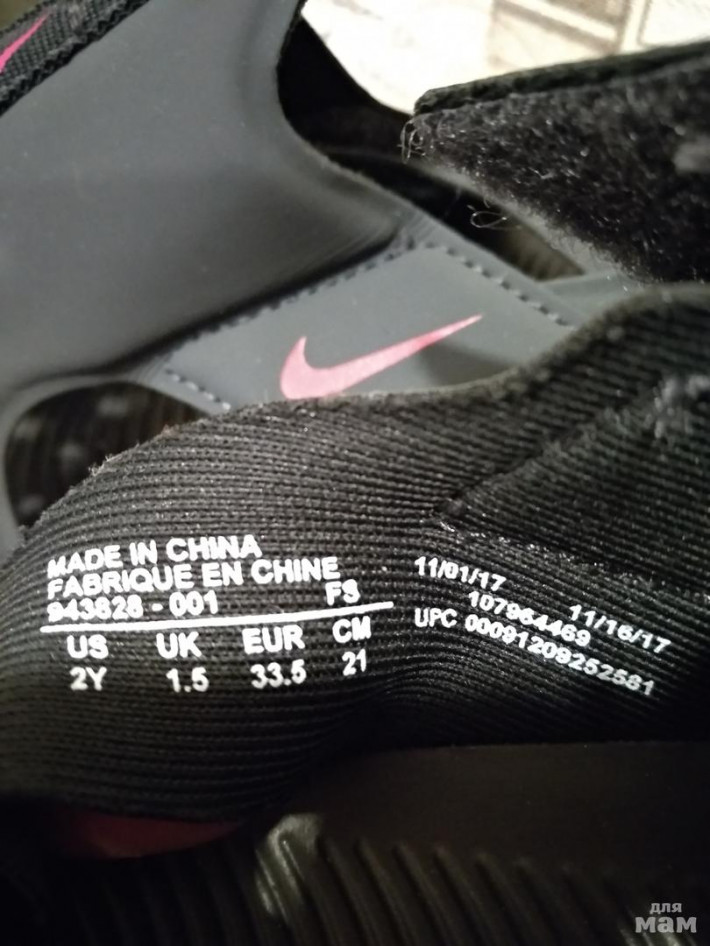 MADE IN CHINA
FABRIQUE EN CHINE
943828 - 001 FS
US UK EUR CM
2Y 1.5 33.5 21
11/01/17 11/16/17
107964469
UPC 00091209252581
для
мам